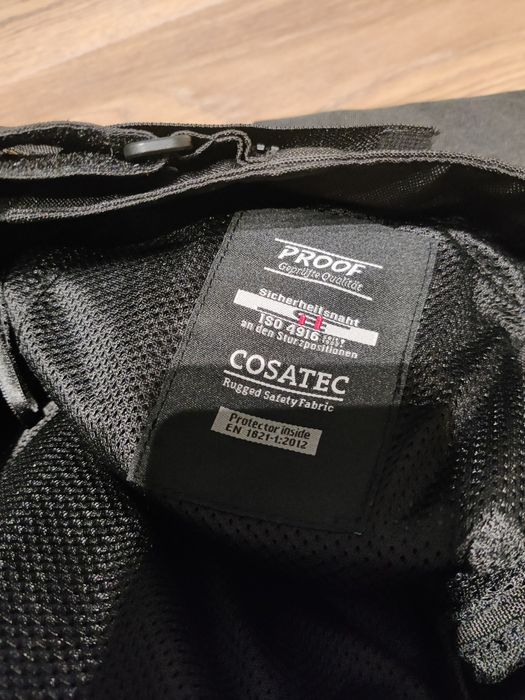 PROOF
Geprüfte Qualität
Sicherheitsnaht
ISO 4916
an den Sturzpositionen
COSATEC
Rugged Safety Fabric
Protector inside
EN 1621-1:2012